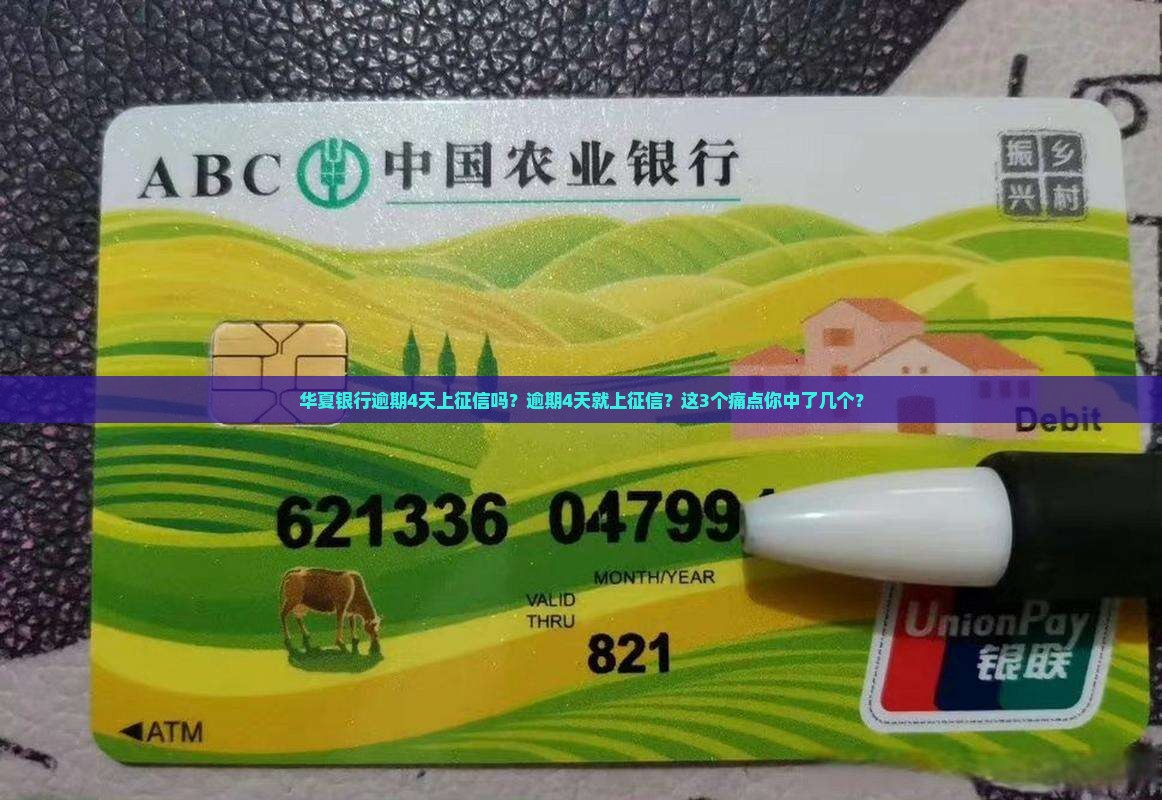 ABC 中国农业银行
振乡
兴村
华夏银行逾期4天上征信吗？逾期4天就上征信？这3个痛点你中了几个？
Debit
621336 04799
MONTH/YEAR
VALID
THRU
821
UnionPay
银联
ATM